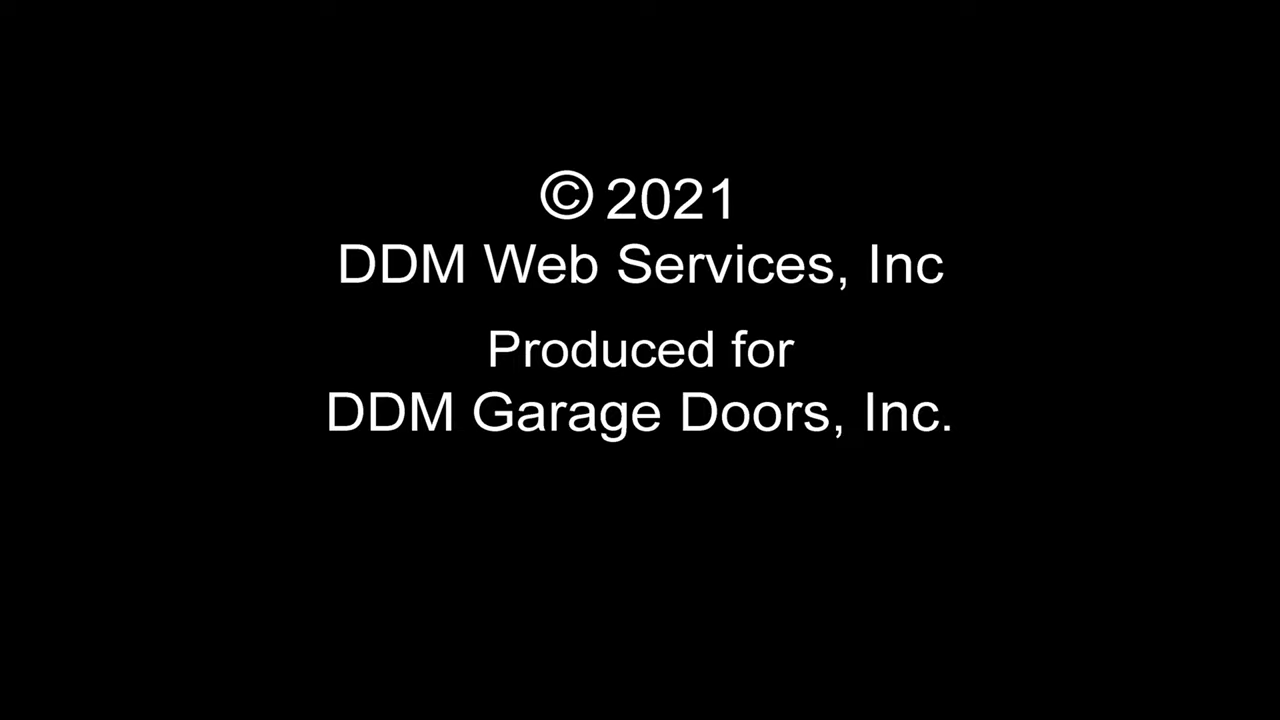 © 2021
DDM Web Services, Inc
Produced for
DDM Garage Doors, Inc.